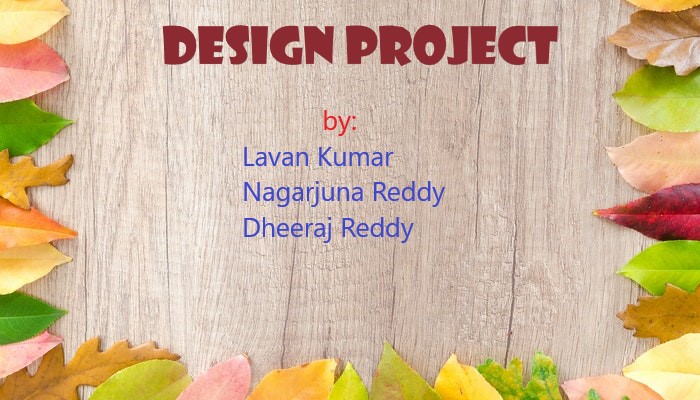 DESIGN PROJECT
by:
Lavan Kumar
Nagarjuna Reddy
Dheeraj Reddy